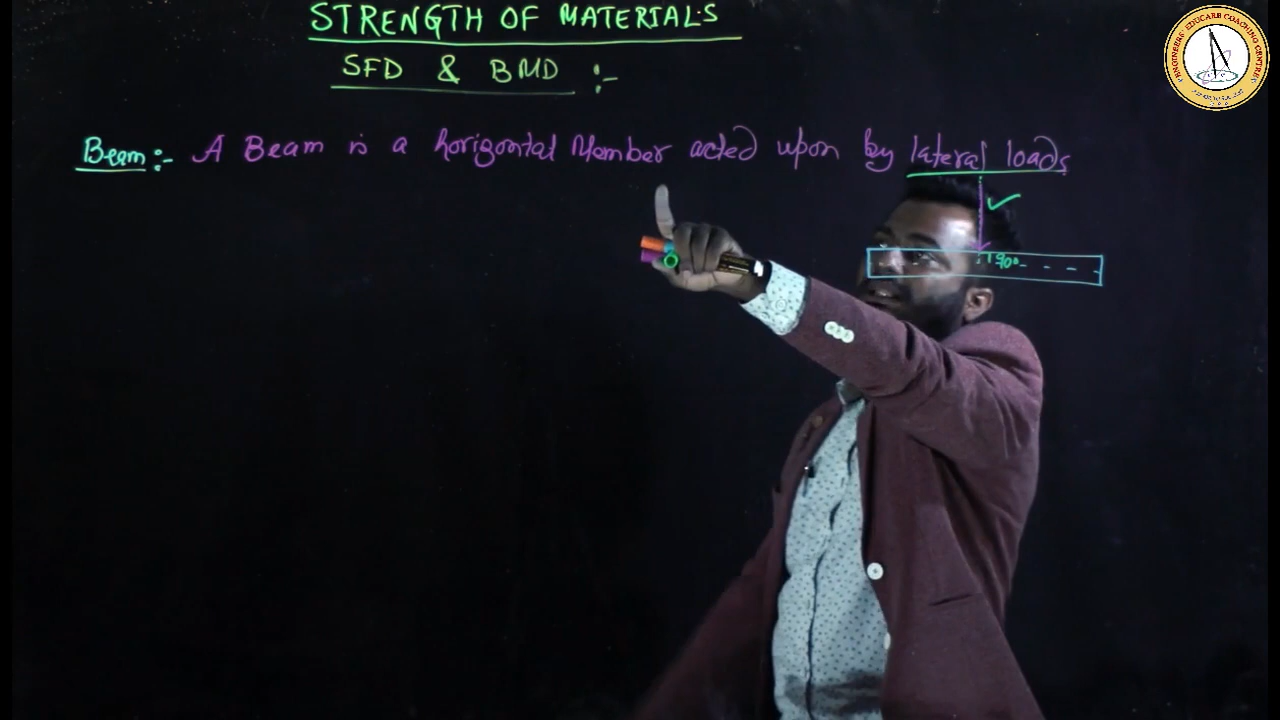 STRENGTH OF MATERIALS
SFD & BMD :-
Beam :- A Beam is a horizontal Member acted upon by lateral loads
90°